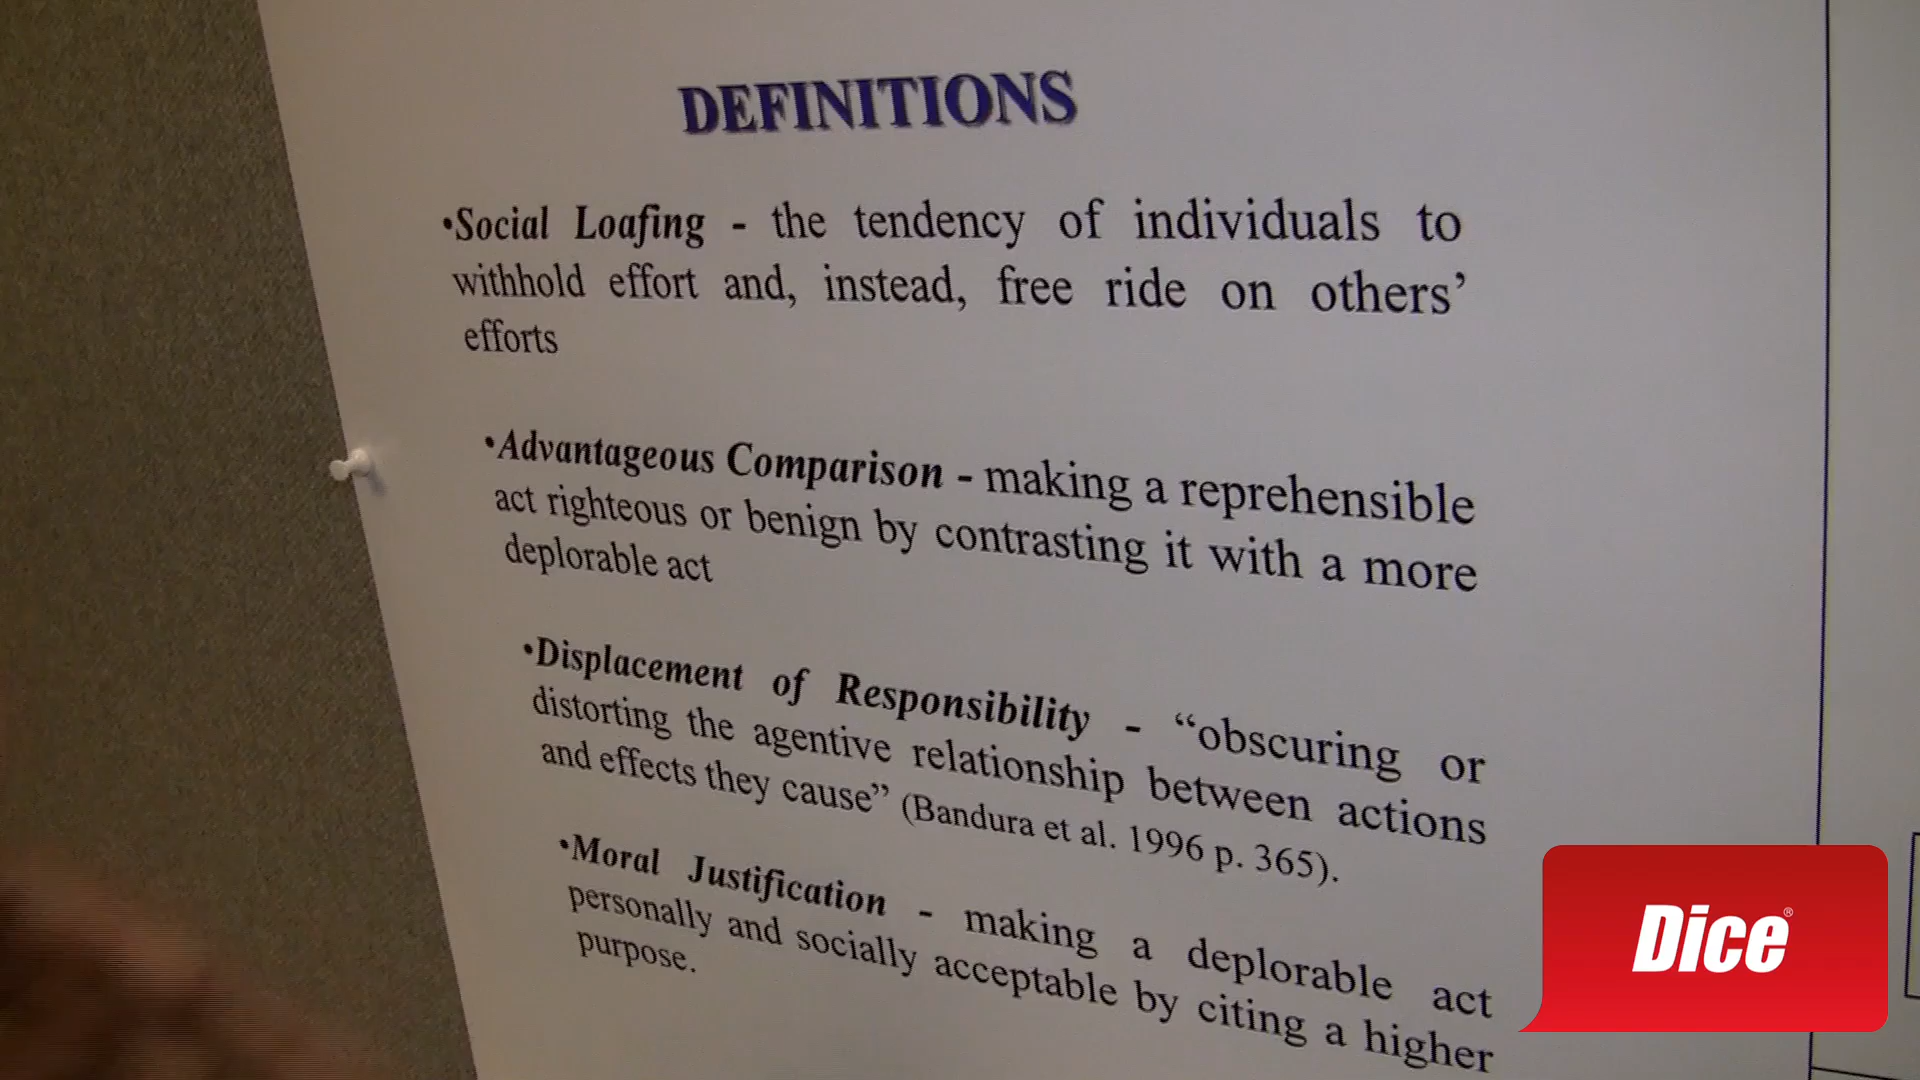 DEFINITIONS
•Social Loafing - the tendency of individuals to
withhold effort and, instead, free ride on others’
efforts
•Advantageous Comparison - making a reprehensible
act righteous or benign by contrasting it with a more
deplorable act
•Displacement of Responsibility - “obscuring or
distorting the agentive relationship between actions
and effects they cause” (Bandura et al. 1996 p. 365).
•Moral Justification - making a deplorable act
personally and socially acceptable by citing a higher
purpose.
Dice®